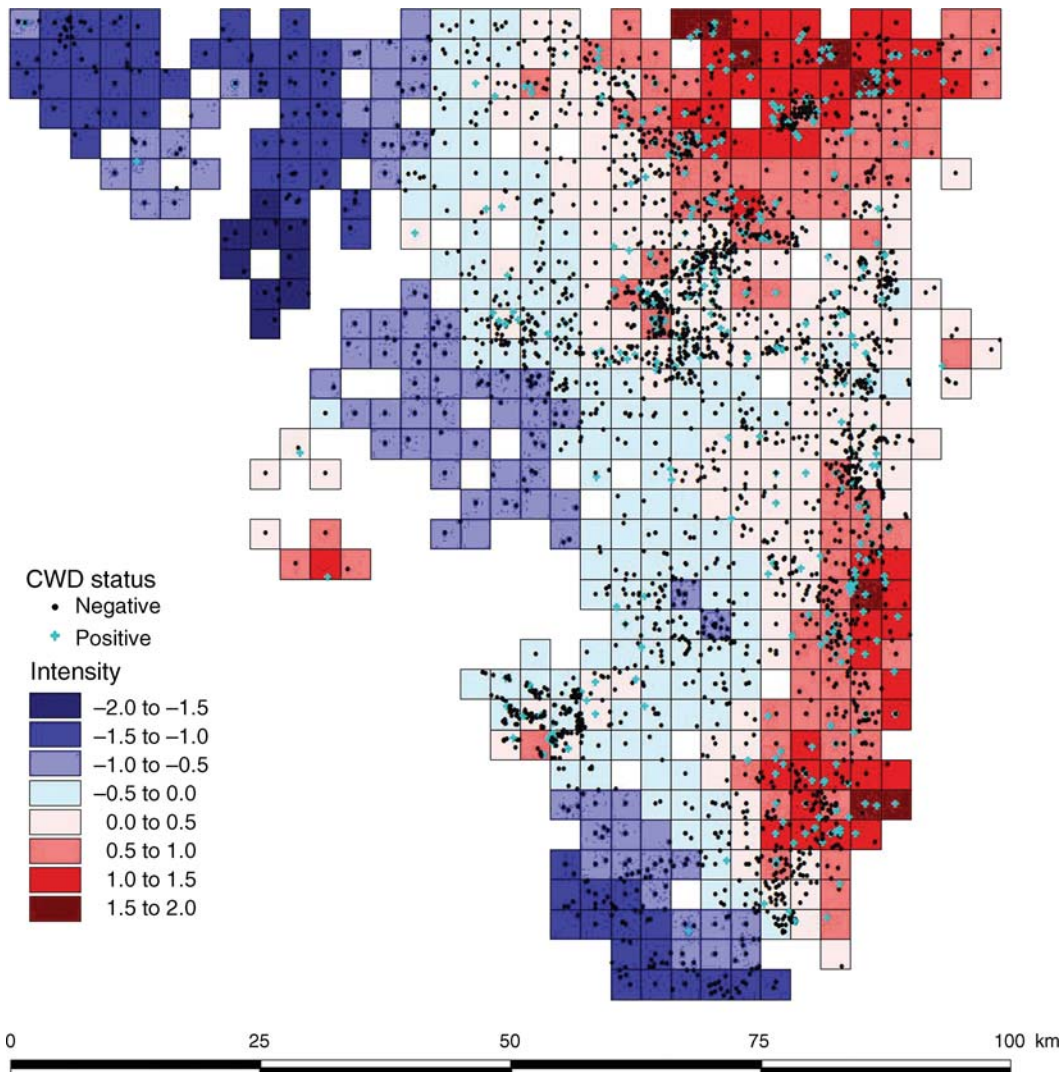 CWD status
Negative
Positive
Intensity
−2.0 to −1.5
−1.5 to −1.0
−1.0 to −0.5
−0.5 to 0.0
0.0 to 0.5
0.5 to 1.0
1.0 to 1.5
1.5 to 2.0
0 25 50 75 100 km